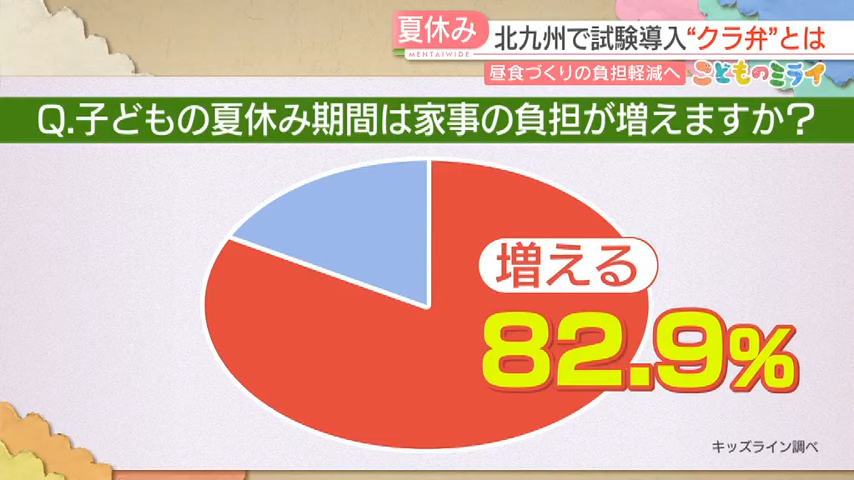 夏休み
MENTAIWIDE
北九州で試験導入“クラ弁”とは
昼食づくりの負担軽減へ
こどものミライ
Q.子どもの夏休み期間は家事の負担が増えますか?
増える
82.9%
キッズライン調べ